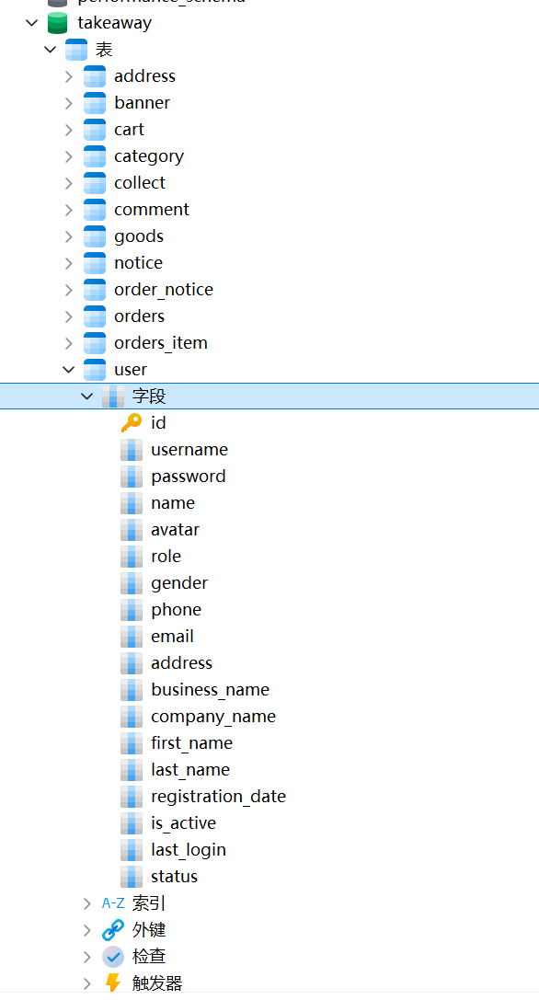 performance_schema
takeaway
表
address
banner
cart
category
collect
comment
goods
notice
order_notice
orders
orders_item
user
字段
id
username
password
name
avatar
role
gender
phone
email
address
business_name
company_name
first_name
last_name
registration_date
is_active
last_login
status
A-Z 索引
外键
检查
触发器